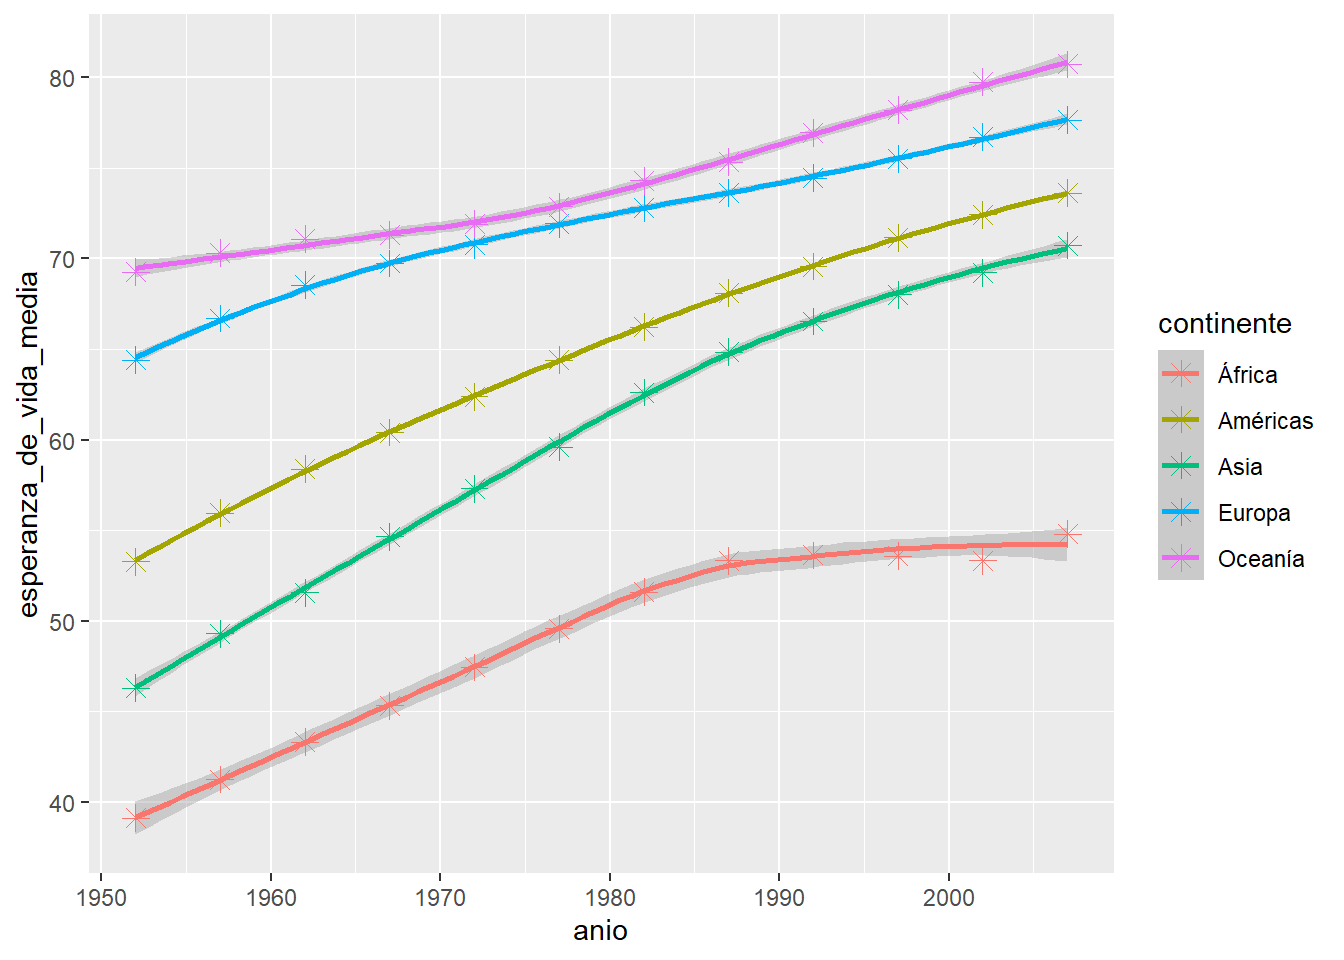 80
70
60
50
40
esperanza_de_vida_media
1950 1960 1970 1980 1990 2000
anio
continente
África
Américas
Asia
Europa
Oceanía